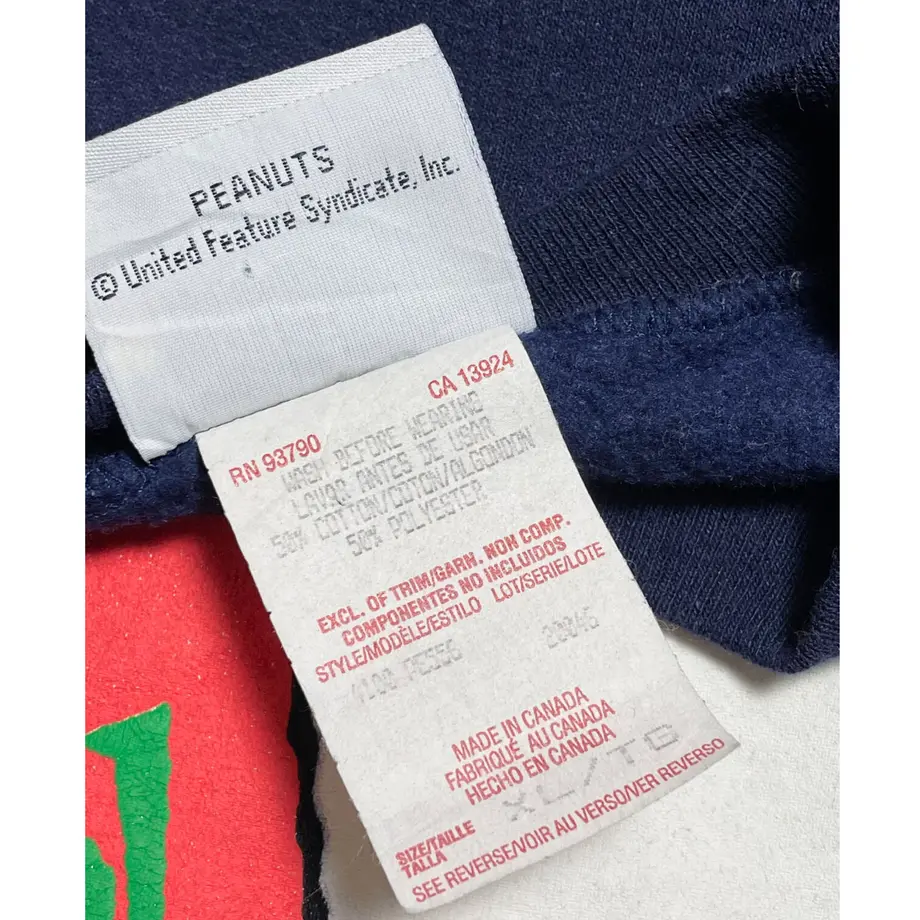 PEANUTS
© United Feature Syndicate, Inc.
CA 13924
RN 93790
WASH BEFORE WEARING
LAVAR ANTES DE USAR
50% COTTON/COTON/ALGONDON
50% POLYESTER
EXCL. OF TRIM/GARN. NON COMP.
COMPONENTES NO INCLUIDOS
STYLE/MODÈLE/ESTILO LOT/SERIE/LOTE
MADE IN CANADA
FABRIQUÉ AU CANADA
HECHO EN CANADA
XL/TG
SIZE/TAILLE
TALLA
SEE REVERSE/VOIR AU VERSO/VER REVERSO